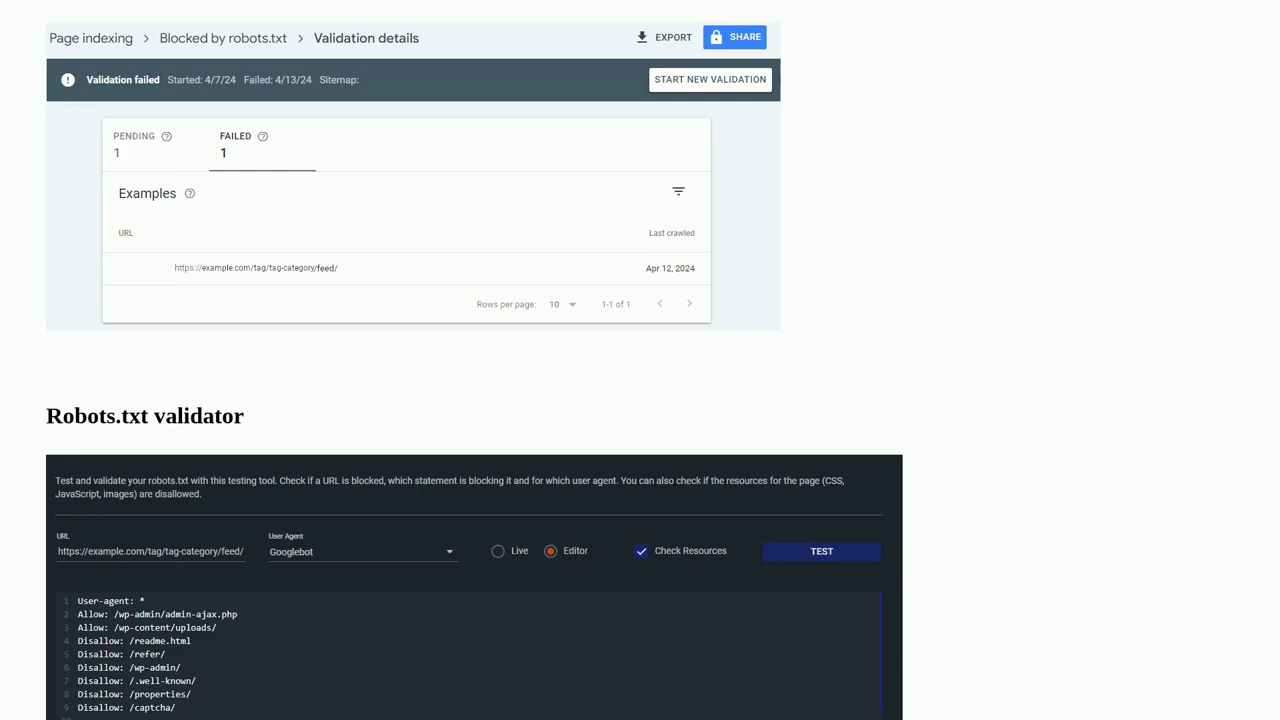 Page indexing > Blocked by robots.txt > Validation details
EXPORT
SHARE
Validation failed Started: 4/7/24 Failed: 4/13/24 Sitemap:
START NEW VALIDATION
PENDING
1
FAILED
1
Examples
URL Last crawled
https://example.com/tag/tag-category/feed/ Apr 12, 2024
Rows per page: 10 1-1 of 1
Robots.txt validator
Test and validate your robots.txt with this testing tool. Check if a URL is blocked, which statement is blocking it and for which user agent. You can also check if the resources for the page (CSS,
JavaScript, images) are disallowed.
URL
https://example.com/tag/tag-category/feed/
User Agent
Googlebot
Live
Editor
Check Resources
TEST
1 User-agent: *
2 Allow: /wp-admin/admin-ajax.php
3 Allow: /wp-content/uploads/
4 Disallow: /readme.html
5 Disallow: /refer/
6 Disallow: /wp-admin/
7 Disallow: /.well-known/
8 Disallow: /properties/
9 Disallow: /captcha/